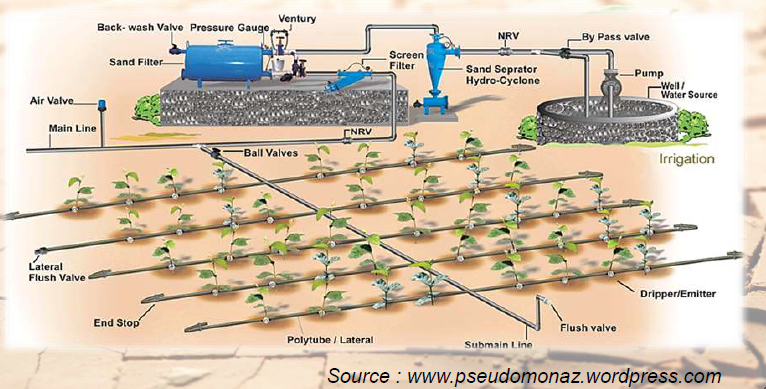 Ventury
Back- wash Valve
Pressure Gauge
NRV
By Pass valve
Sand Filter
Screen
Filter
Sand Seprator
Hydro-Cyclone
Pump
Well /
Water Source
Air Valve
Main Line
NRV
Ball Valves
Irrigation
Lateral
Flush Valve
Dripper/Emitter
End Stop
Flush valve
Polytube / Lateral
Submain Line
Source : www.pseudomonaz.wordpress.com